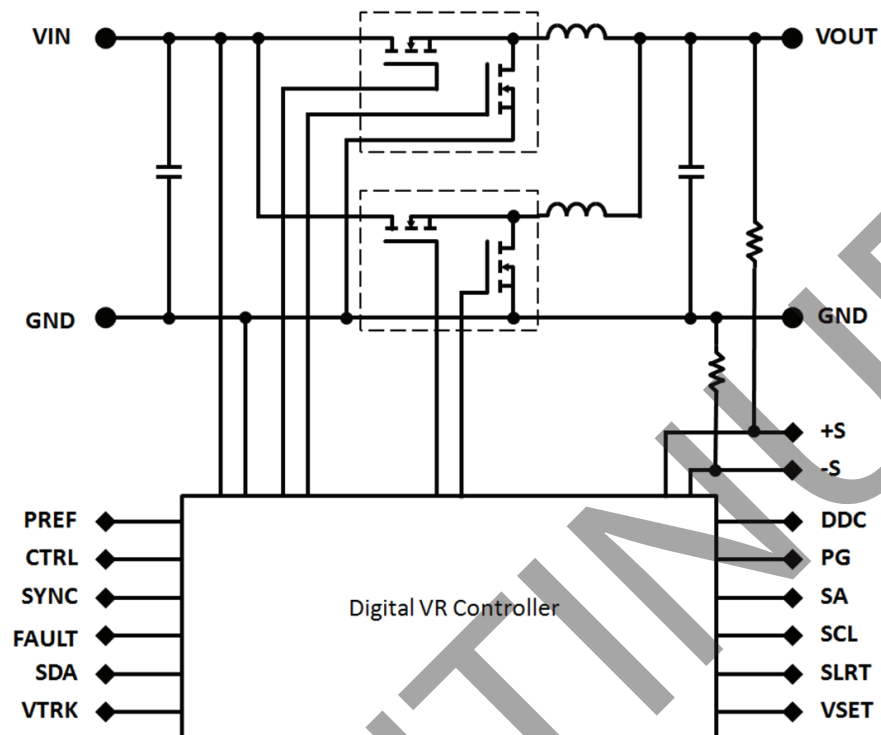 VIN
VOUT
GND
GND
+S
-S
PREF
DDC
CTRL
PG
SYNC
SA
Digital VR Controller
FAULT
SCL
SDA
SLRT
VTRK
VSET